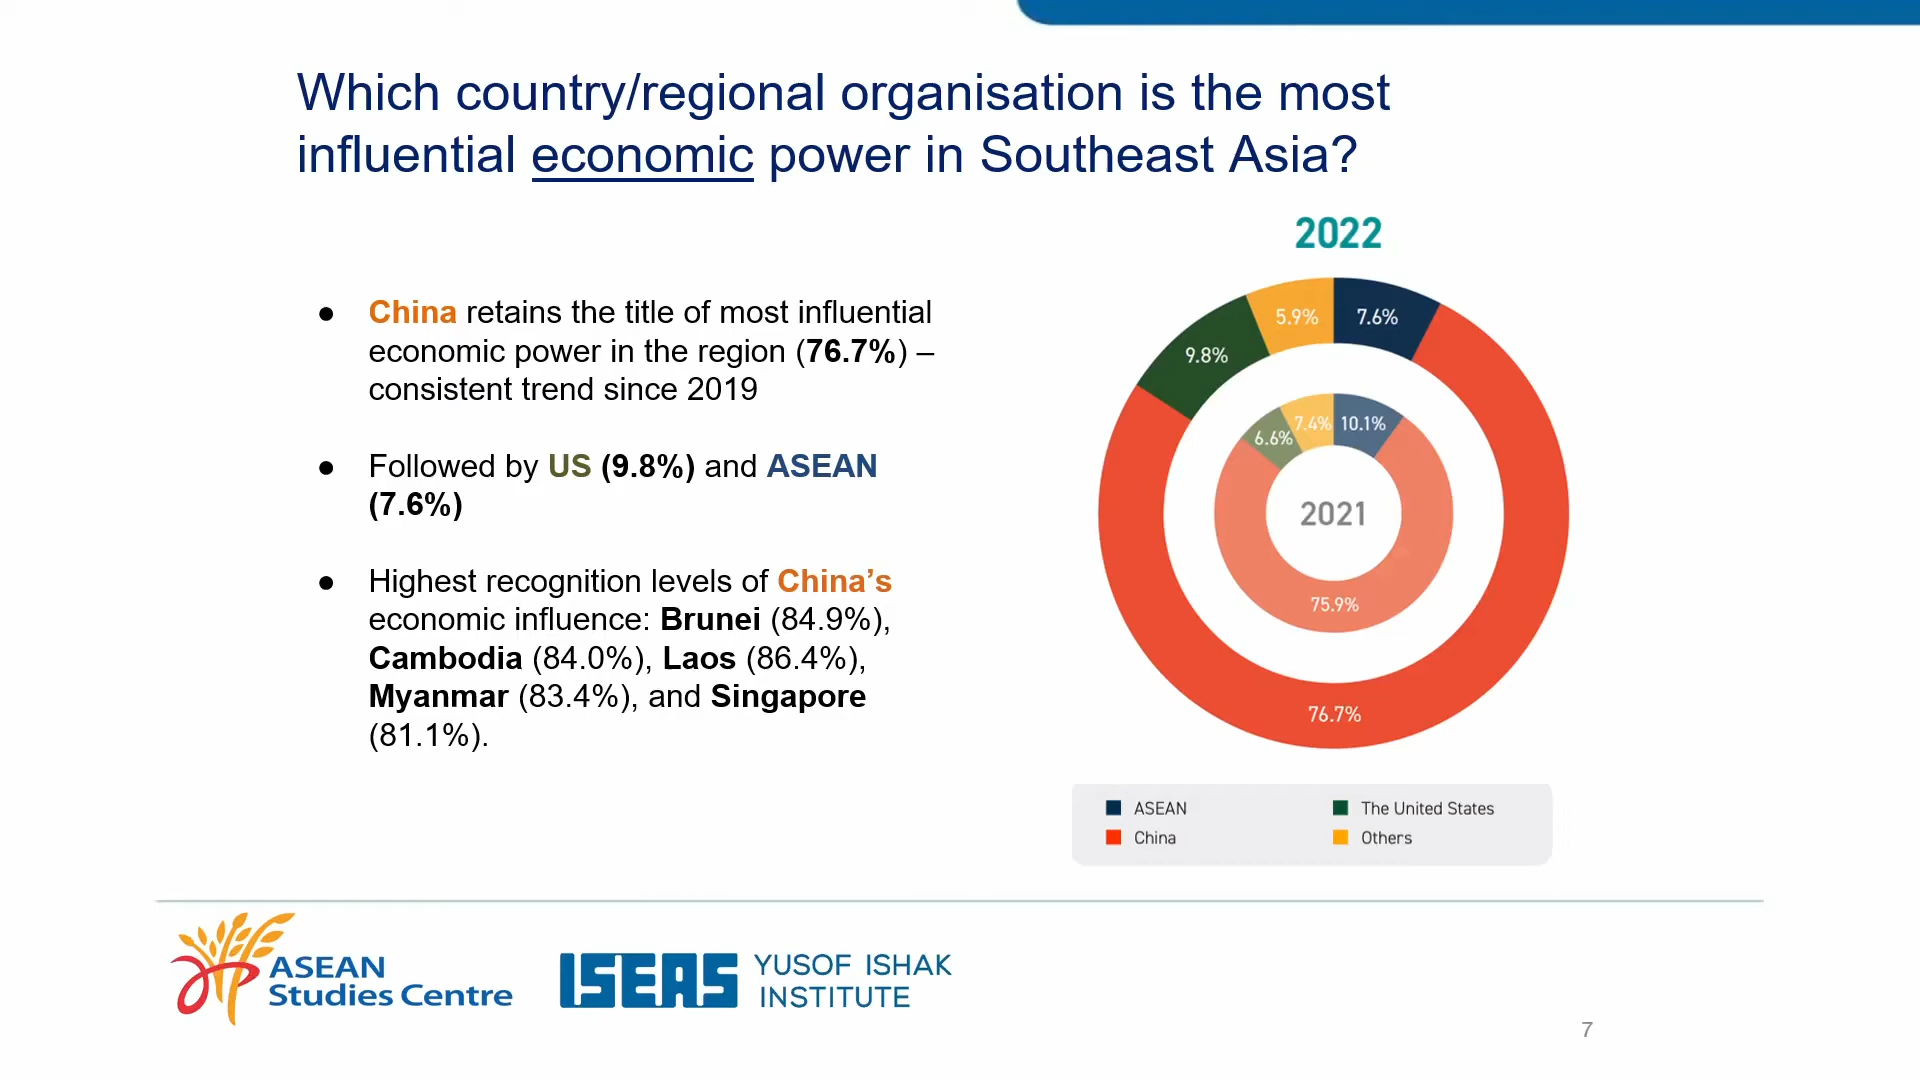 Which country/regional organisation is the most
influential economic power in Southeast Asia?
● China retains the title of most influential
economic power in the region (76.7%) –
consistent trend since 2019
● Followed by US (9.8%) and ASEAN
(7.6%)
● Highest recognition levels of China’s
economic influence: Brunei (84.9%),
Cambodia (84.0%), Laos (86.4%),
Myanmar (83.4%), and Singapore
(81.1%).
2022
5.9%
7.6%
9.8%
7.4%
10.1%
6.6%
2021
75.9%
76.7%
ASEAN
The United States
China
Others
ASEAN
Studies Centre
ISEAS
YUSOF ISHAK
INSTITUTE
7